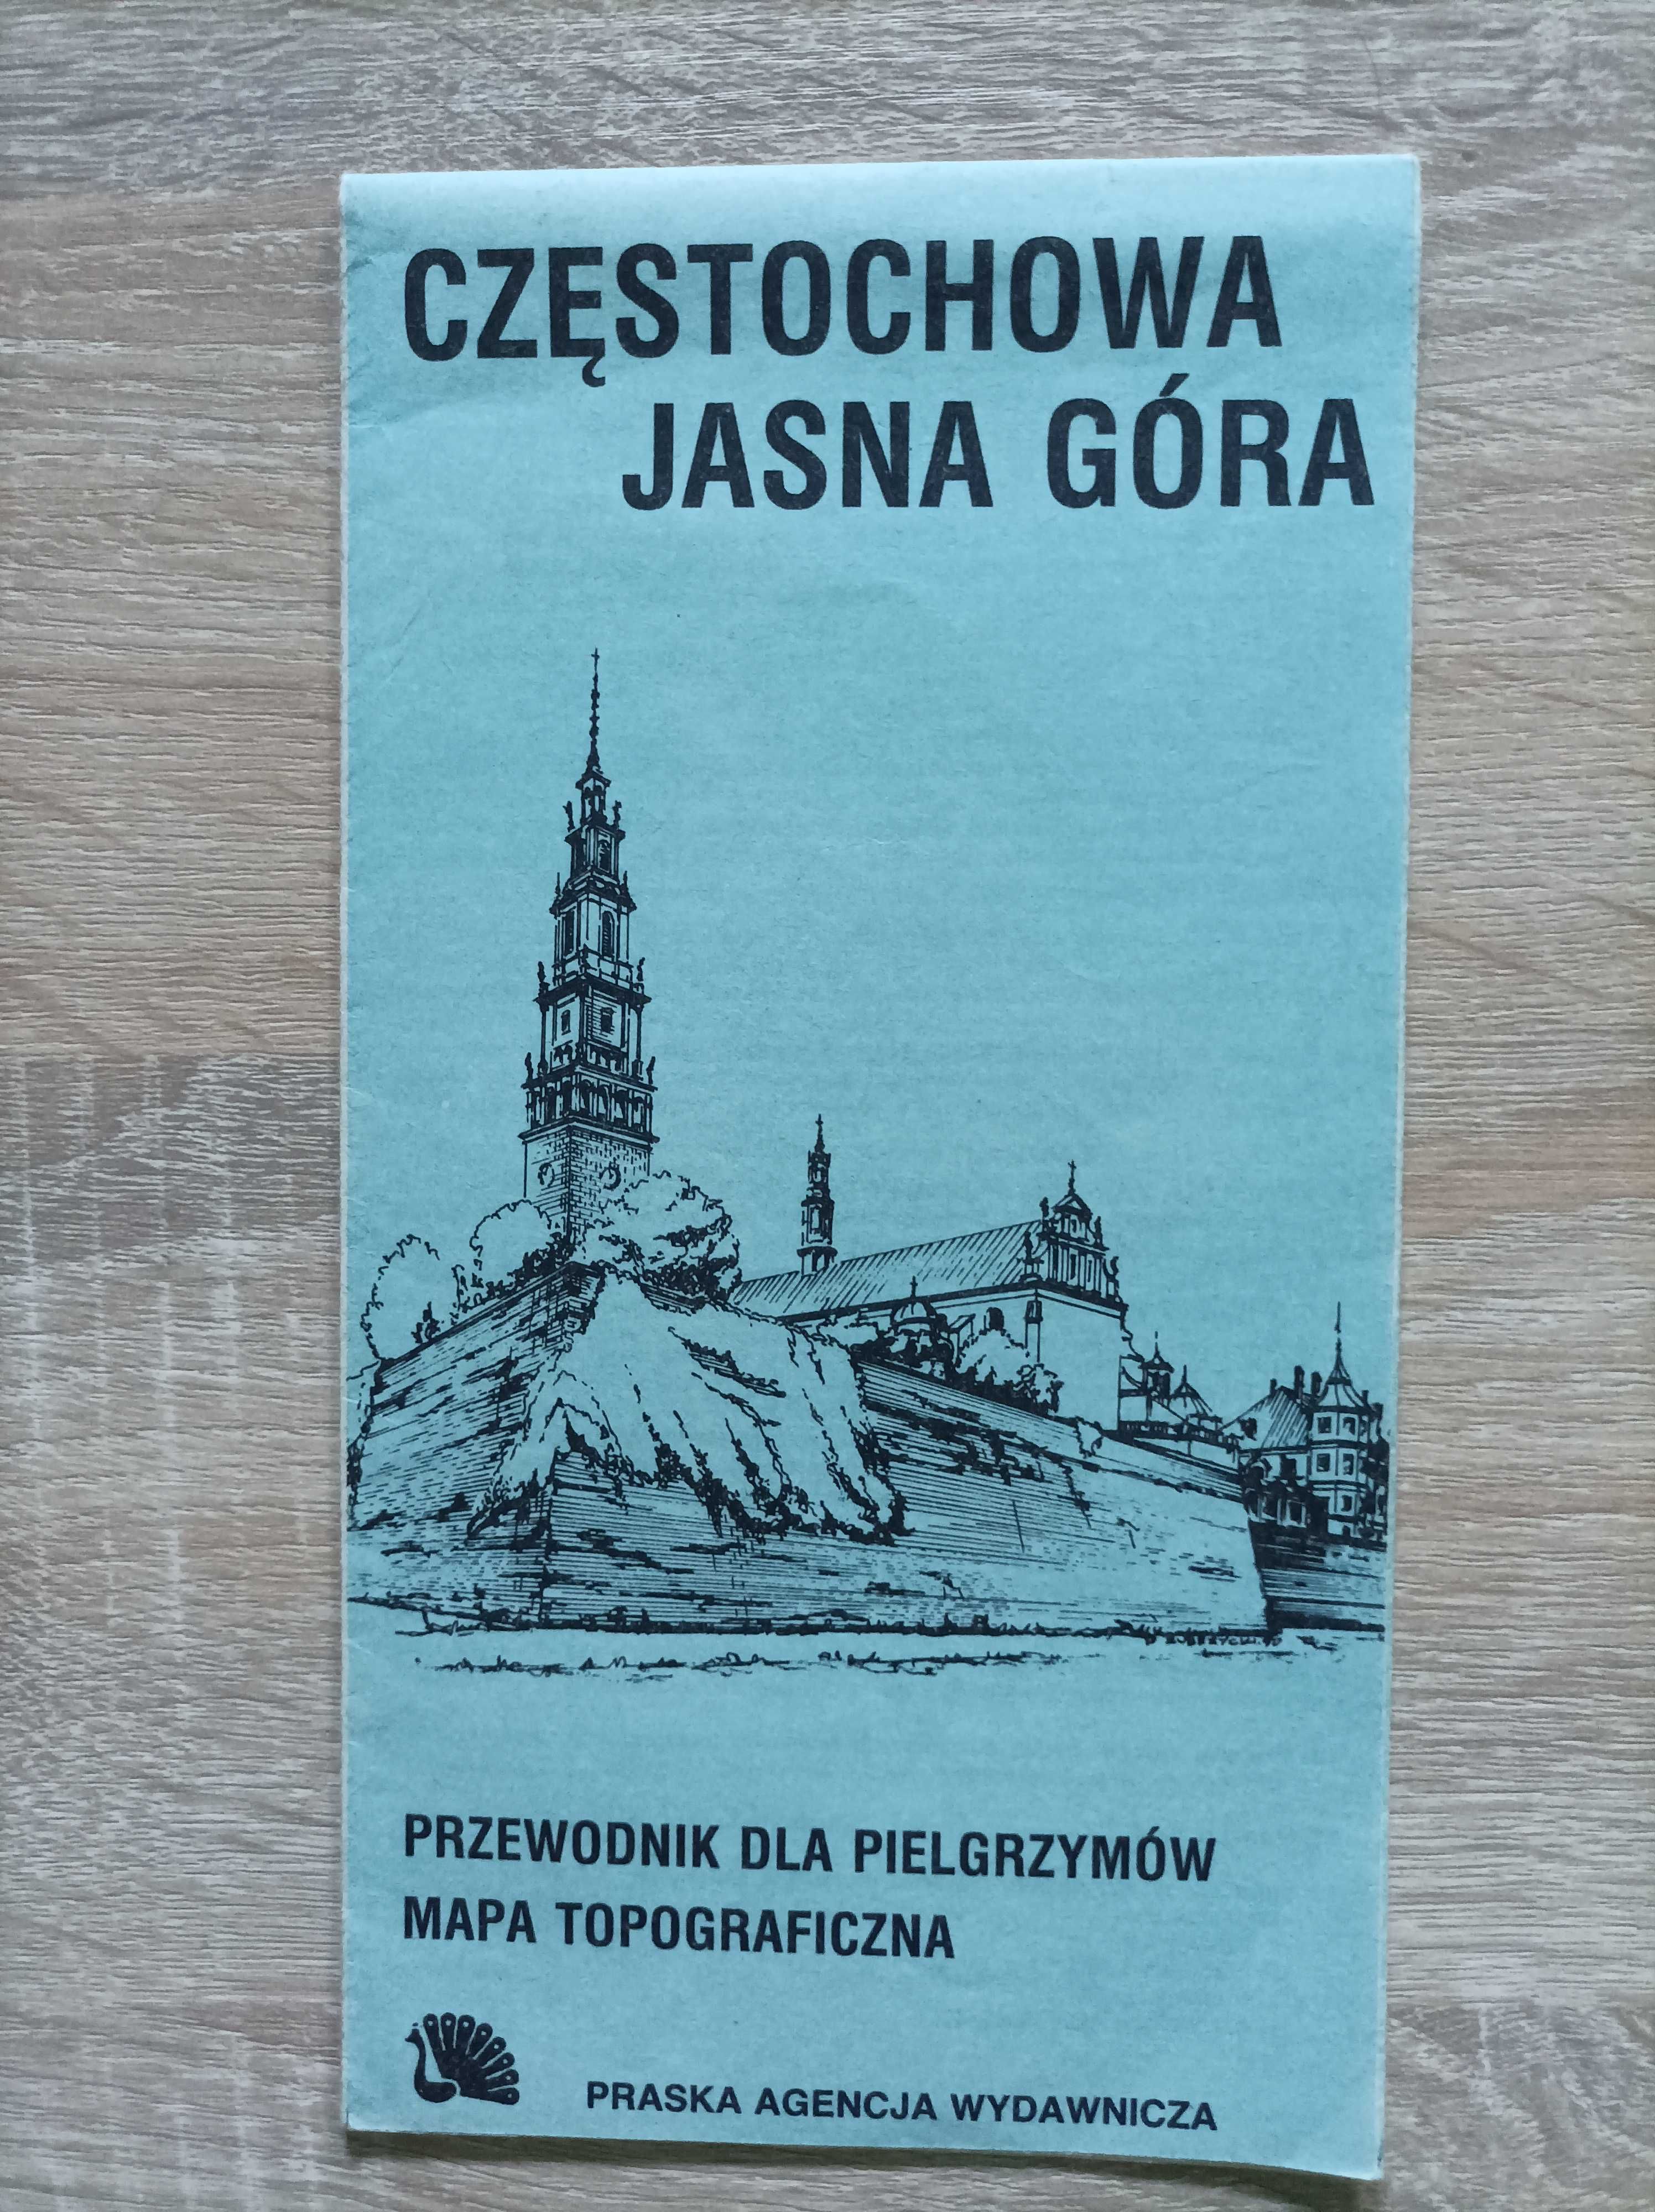 CZĘSTOCHOWA
JASNA GÓRA
PRZEWODNIK DLA PIELGRZYMÓW
MAPA TOPOGRAFICZNA
PRASKA AGENCJA WYDAWNICZA